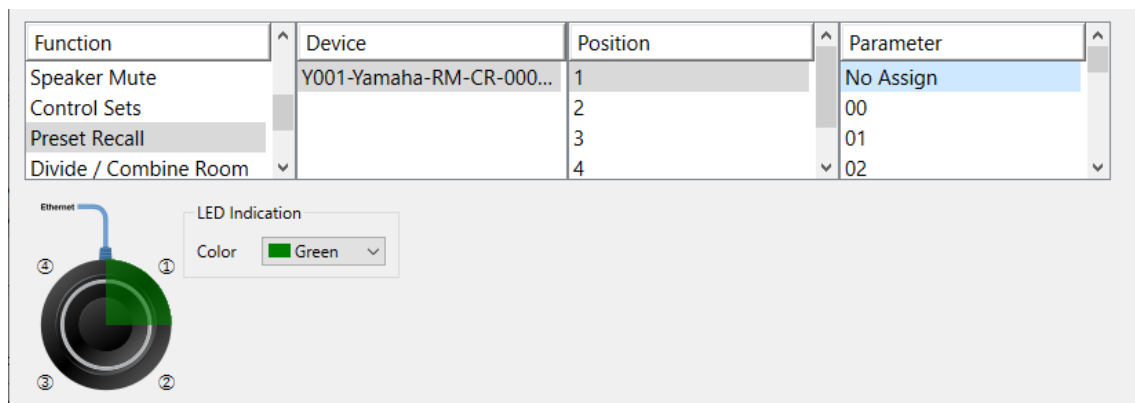 Function Device Position Parameter
Speaker Mute Y001-Yamaha-RM-CR-000... 1 No Assign
Control Sets 2 00
Preset Recall 3 01
Divide / Combine Room 4 02
Ethernet
LED Indication
Color Green
④ ①
③ ②